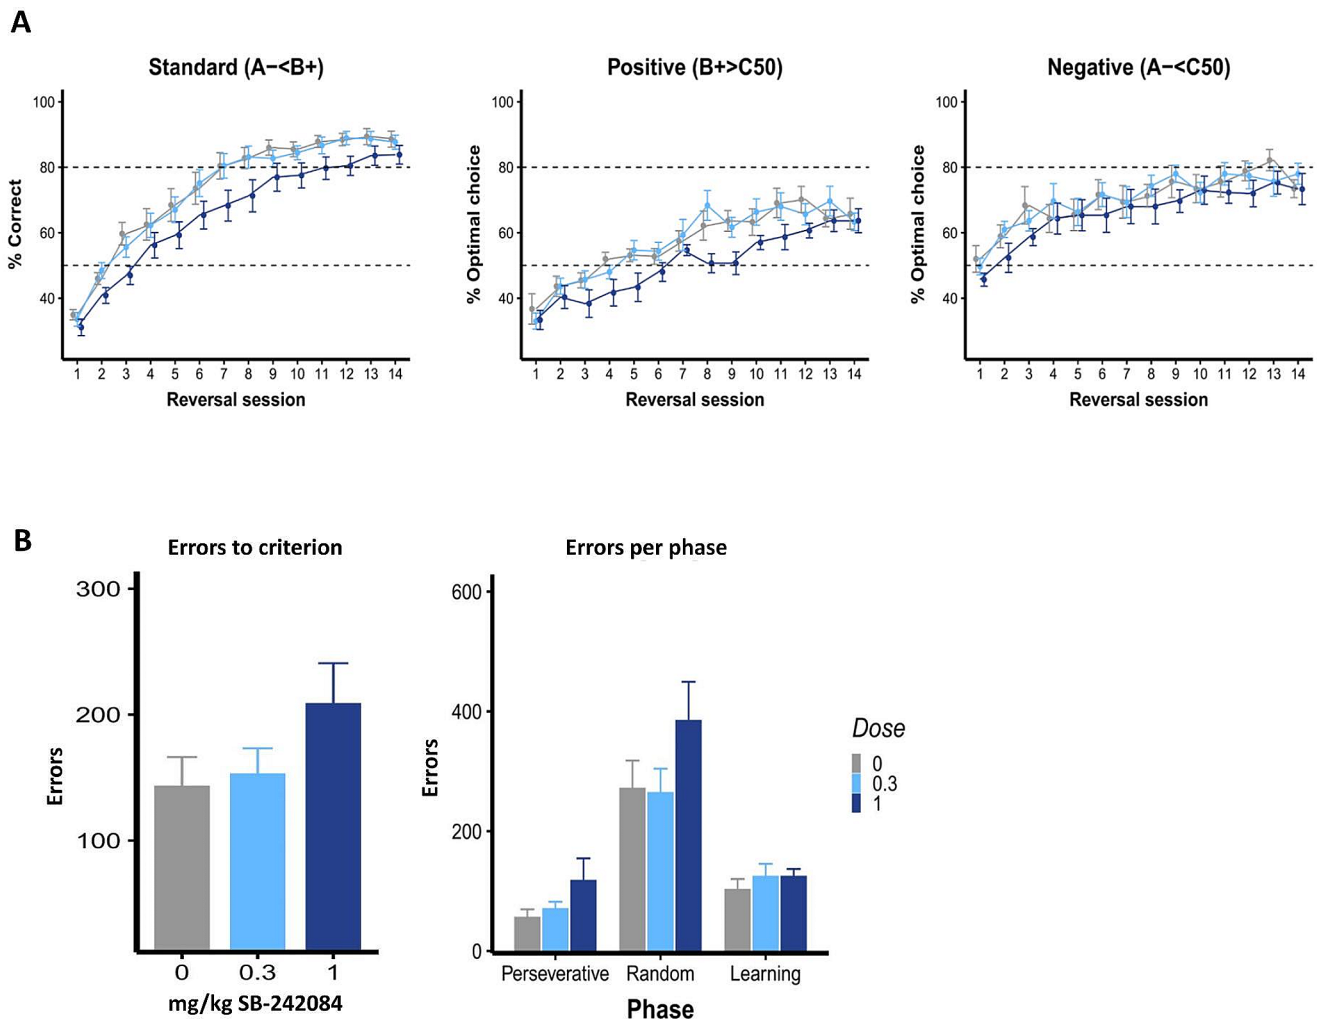 A
Standard (A−<B+)
Positive (B+>C50)
Negative (A−<C50)
% Correct
100
80
60
40
1 2 3 4 5 6 7 8 9 10 11 12 13 14
Reversal session
% Optimal choice
100
80
60
40
1 2 3 4 5 6 7 8 9 10 11 12 13 14
Reversal session
% Optimal choice
100
80
60
40
1 2 3 4 5 6 7 8 9 10 11 12 13 14
Reversal session
B
Errors to criterion
Errors
300
200
100
0 0.3 1
mg/kg SB-242084
Errors per phase
Errors
600
400
200
0
Perseverative Random Learning
Phase
Dose
0
0.3
1